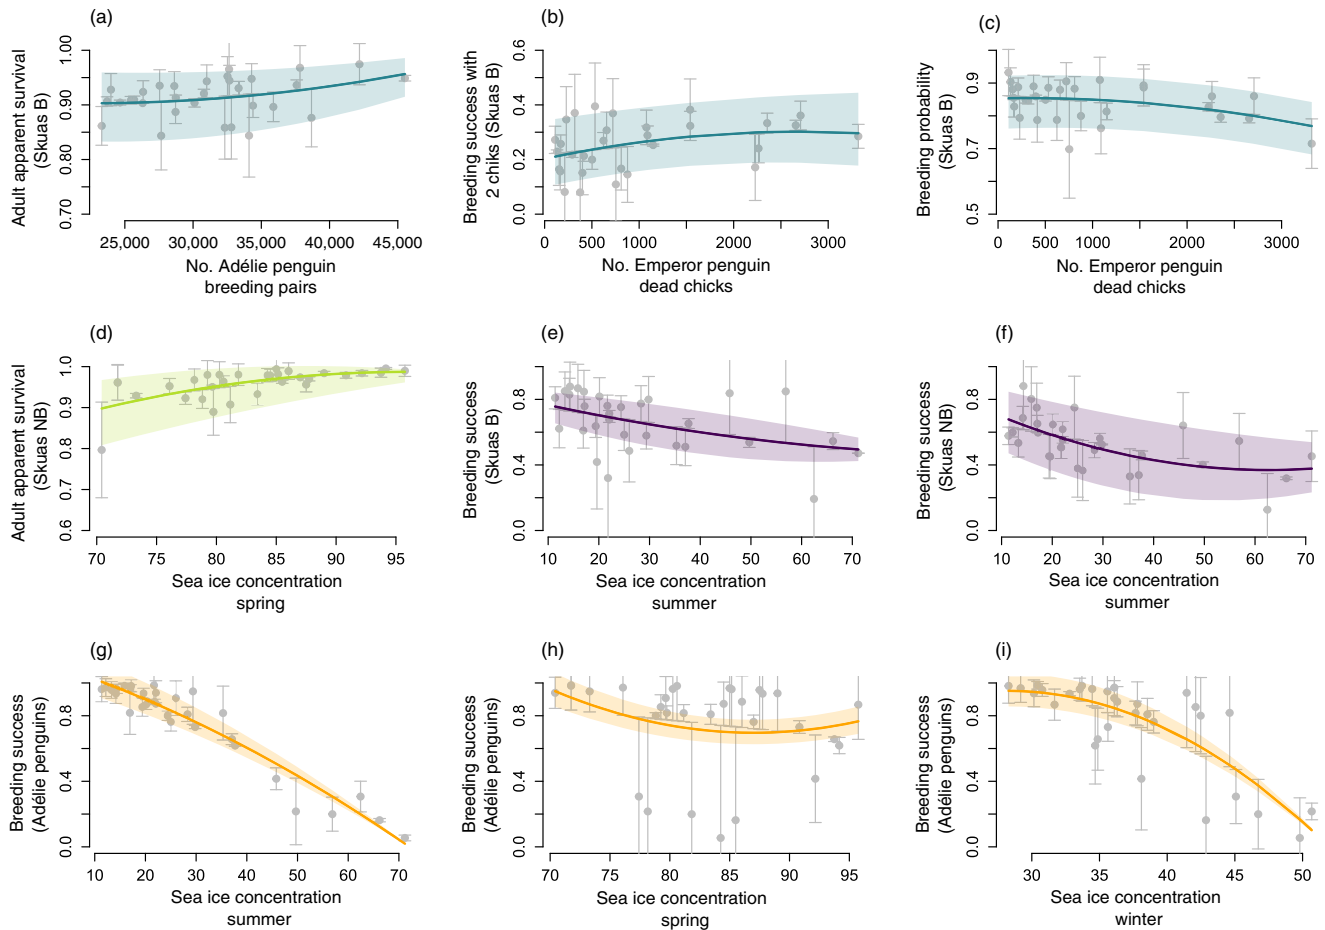 (a)
Adult apparent survival
(Skuas B)
1.00
0.90
0.80
0.70
25,000
30,000
35,000
40,000
45,000
No. Adélie penguin
breeding pairs
(b)
Breeding success with
2 chiks (Skuas B)
0.6
0.4
0.2
0.0
0
500
1000
2000
3000
No. Emperor penguin
dead chicks
(c)
Breeding probability
(Skuas B)
0.9
0.7
0.5
0
500
1000
2000
3000
No. Emperor penguin
dead chicks
(d)
Adult apparent survival
(Skuas NB)
1.0
0.9
0.8
0.7
0.6
70
75
80
85
90
95
Sea ice concentration
spring
(e)
Breeding success
(Skuas B)
0.8
0.4
0.0
10
20
30
40
50
60
70
Sea ice concentration
summer
(f)
Breeding success
(Skuas NB)
0.8
0.4
0.0
10
20
30
40
50
60
70
Sea ice concentration
summer
(g)
Breeding success
(Adélie penguins)
0.8
0.4
0.0
10
20
30
40
50
60
70
Sea ice concentration
summer
(h)
Breeding success
(Adélie penguins)
0.8
0.4
0.0
70
75
80
85
90
95
Sea ice concentration
spring
(i)
Breeding success
(Adélie penguins)
0.8
0.4
0.0
30
35
40
45
50
Sea ice concentration
winter